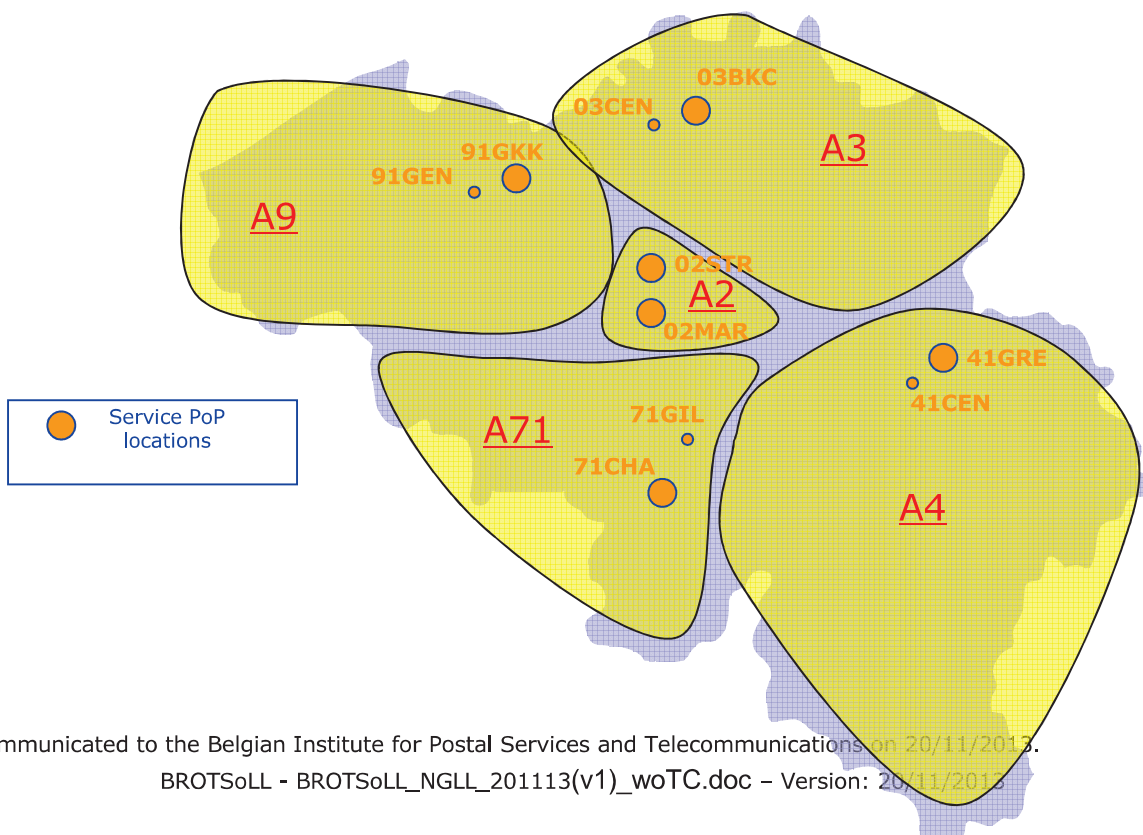 03BKC
03CEN
A3
91GKK
91GEN
A9
02STR
A2
02MAR
41GRE
41CEN
Service PoP
locations
71GIL
A71
71CHA
A4
mmunicated to the Belgian Institute for Postal Services and Telecommunications on 20/11/2013.
BROTSoLL - BROTSoLL_NGLL_201113(v1)_woTC.doc – Version: 20/11/2013